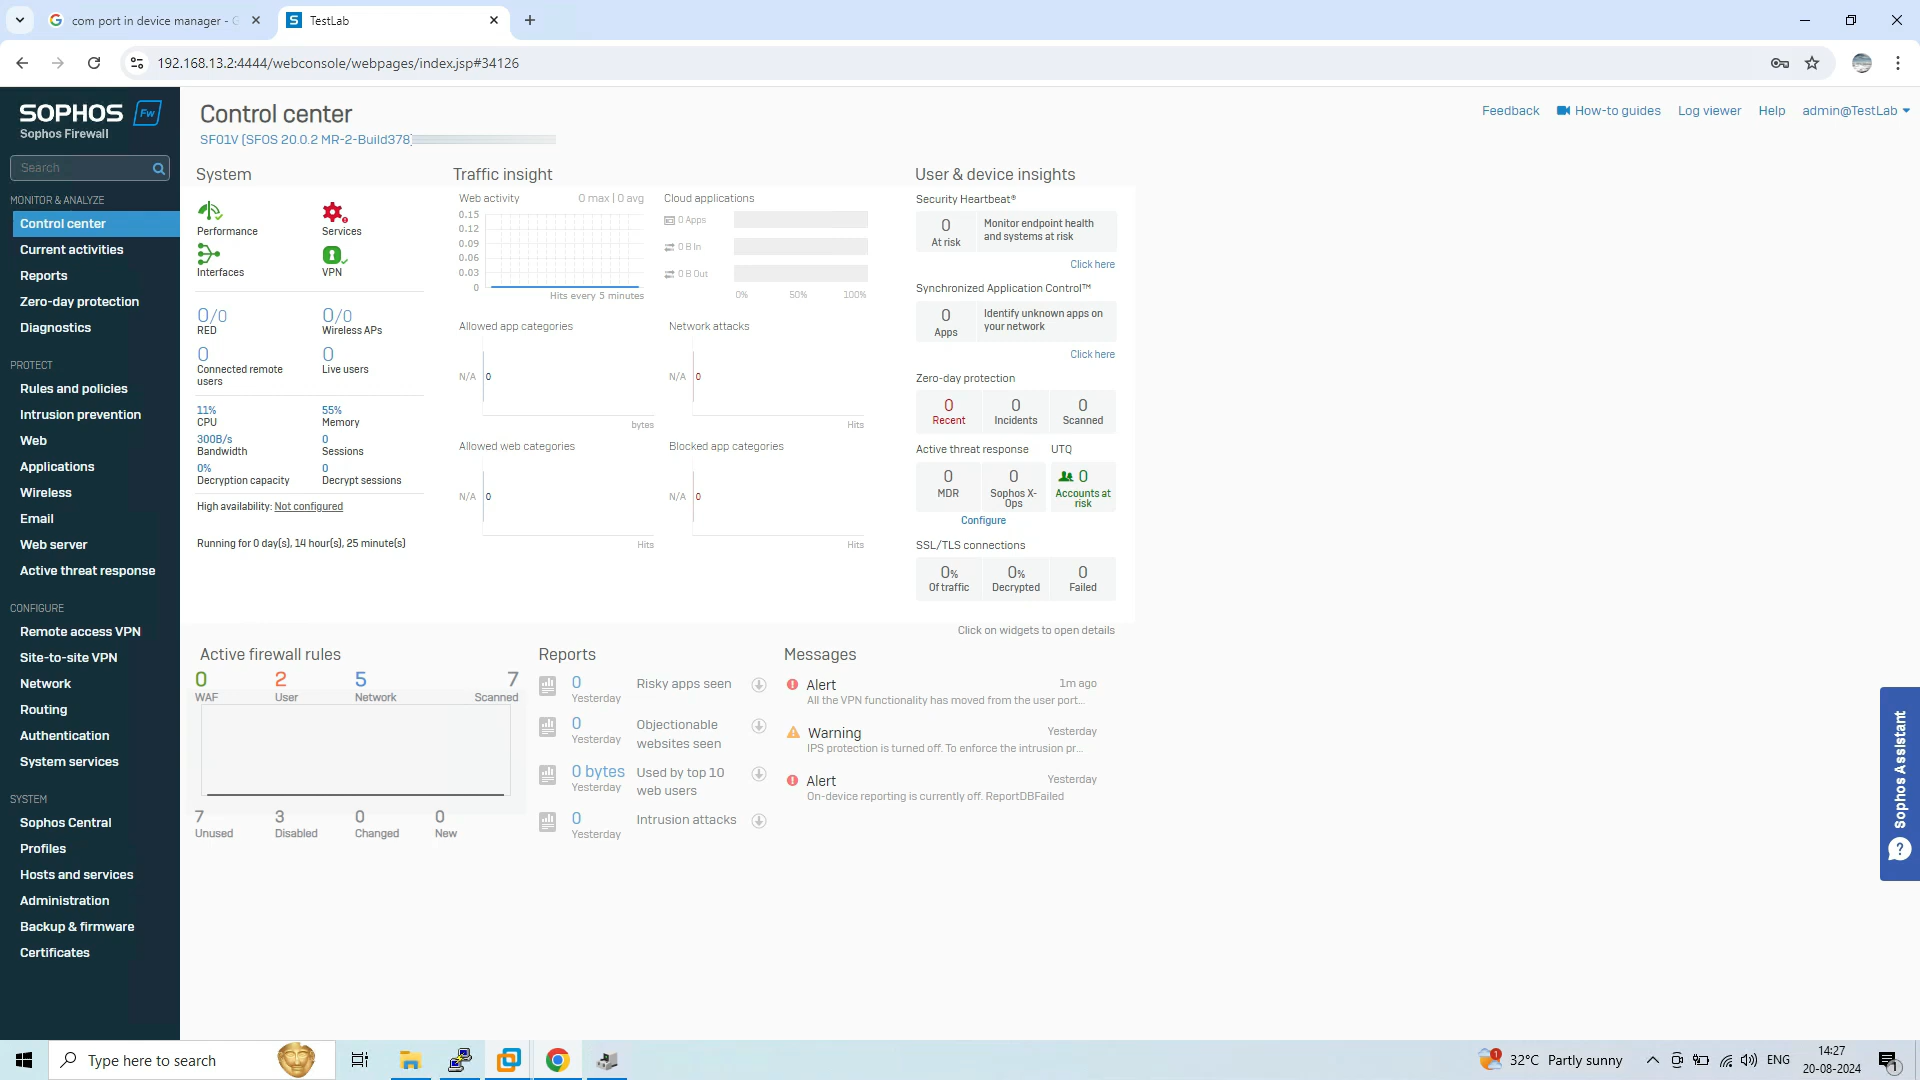 com port in device manager - G
TestLab
192.168.13.2:4444/webconsole/webpages/index.jsp#34126
SOPHOS Fw
Sophos Firewall
Search
MONITOR & ANALYZE
Control center
Current activities
Reports
Zero-day protection
Diagnostics
PROTECT
Rules and policies
Intrusion prevention
Web
Applications
Wireless
Email
Web server
Active threat response
CONFIGURE
Remote access VPN
Site-to-site VPN
Network
Routing
Authentication
System services
SYSTEM
Sophos Central
Profiles
Hosts and services
Administration
Backup & firmware
Certificates
Control center
SF01V [SFOS 20.0.2 MR-2-Build378]
Feedback How-to guides Log viewer Help admin@TestLab
System
Performance Services
Interfaces VPN
0/0 0/0
RED Wireless APs
0 0
Connected remote users Live users
11% 55%
CPU Memory
300B/s 0
Bandwidth Sessions
0% 0
Decryption capacity Decrypt sessions
High availability: Not configured
Running for 0 day(s), 14 hour(s), 25 minute(s)
Traffic insight
Web activity 0 max | 0 avg
0.15
0.12
0.09
0.06
0.03
0
Hits every 5 minutes
Cloud applications
0 Apps
0 B In
0 B Out
0% 50% 100%
Allowed app categories
N/A 0
bytes
Network attacks
N/A 0
Hits
Allowed web categories
N/A 0
Hits
Blocked app categories
N/A 0
Hits
User & device insights
Security Heartbeat®
0
At risk
Monitor endpoint health
and systems at risk
Click here
Synchronized Application Control™
0
Apps
Identify unknown apps on
your network
Click here
Zero-day protection
0 0 0
Recent Incidents Scanned
Active threat response UTQ
0 0 0
MDR Sophos X-Ops Accounts at risk
Configure
SSL/TLS connections
0% 0% 0
Of traffic Decrypted Failed
Click on widgets to open details
Active firewall rules
0 2 5 7
WAF User Network Scanned
7 3 0 0
Unused Disabled Changed New
Reports
0 Risky apps seen
Yesterday
0 Objectionable
Yesterday websites seen
0 bytes Used by top 10
Yesterday web users
0 Intrusion attacks
Yesterday
Messages
Alert 1m ago
All the VPN functionality has moved from the user port...
Warning Yesterday
IPS protection is turned off. To enforce the intrusion pr...
Alert Yesterday
On-device reporting is currently off. ReportDBFailed
Sophos Assistant
?
Type here to search
1 32°C Partly sunny
ENG
14:27
20-08-2024
1